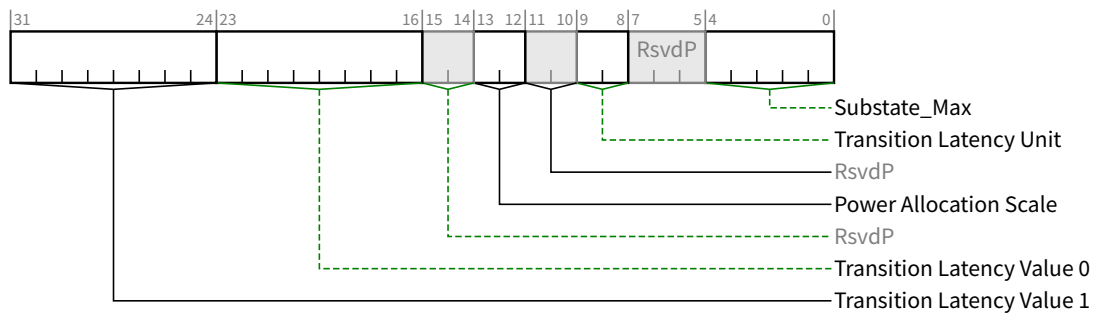 31 24 23 16 15 14 13 12 11 10 9 8 7 5 4 0
RsvdP
Substate_Max
Transition Latency Unit
RsvdP
Power Allocation Scale
RsvdP
Transition Latency Value 0
Transition Latency Value 1